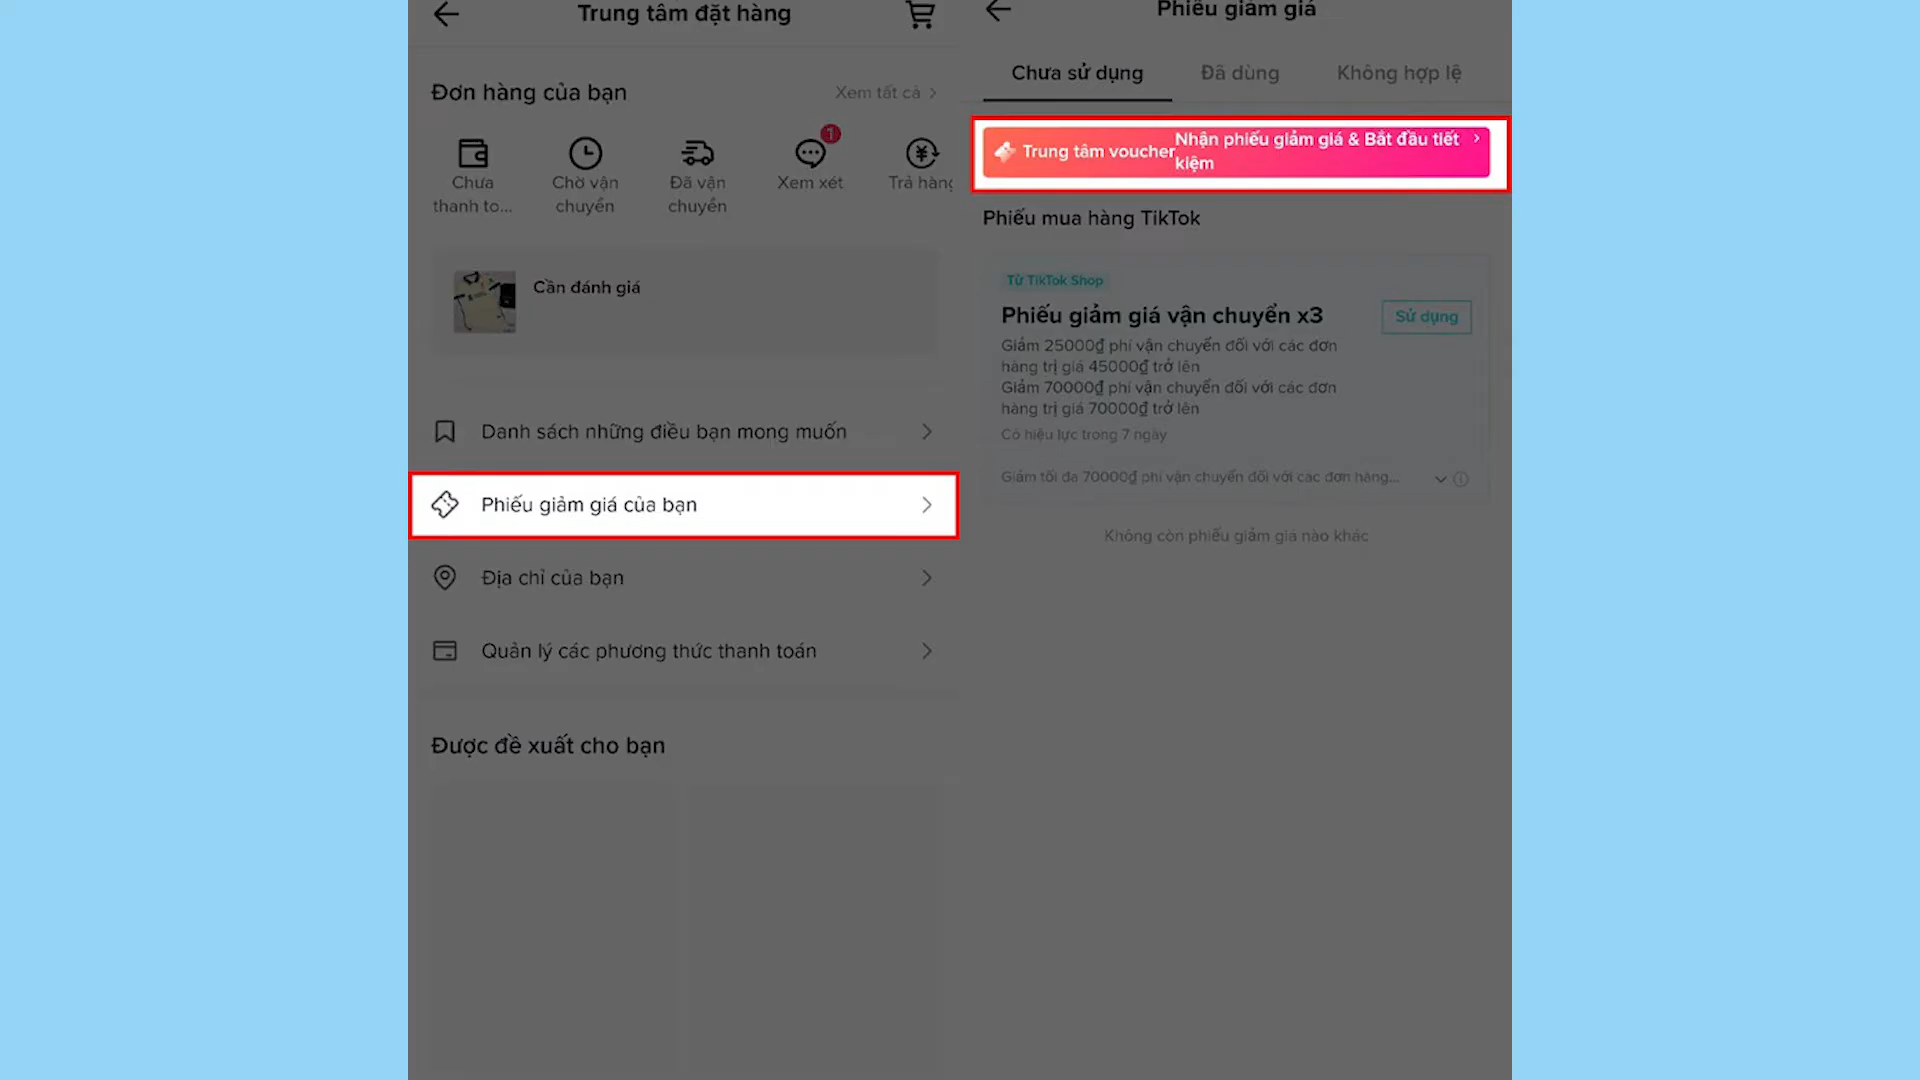 Trung tâm đặt hàng
Đơn hàng của bạn
Xem tất cả
1
Chưa
thanh to...
Chờ vận
chuyển
Đã vận
chuyển
Xem xét
Trả hàng
Cần đánh giá
Danh sách những điều bạn mong muốn
Phiếu giảm giá của bạn
Địa chỉ của bạn
Quản lý các phương thức thanh toán
Được đề xuất cho bạn
Phiếu giảm giá
Chưa sử dụng
Đã dùng
Không hợp lệ
Trung tâm voucher
Nhận phiếu giảm giá & Bắt đầu tiết
kiệm
Phiếu mua hàng TikTok
Từ TikTok Shop
Phiếu giảm giá vận chuyển x3
Sử dụng
Giảm 25000₫ phí vận chuyển đối với các đơn
hàng trị giá 45000₫ trở lên
Giảm 70000₫ phí vận chuyển đối với các đơn
hàng trị giá 70000₫ trở lên
Có hiệu lực trong 7 ngày
Giảm tối đa 70000₫ phí vận chuyển đối với các đơn hàng...
Không còn phiếu giảm giá nào khác